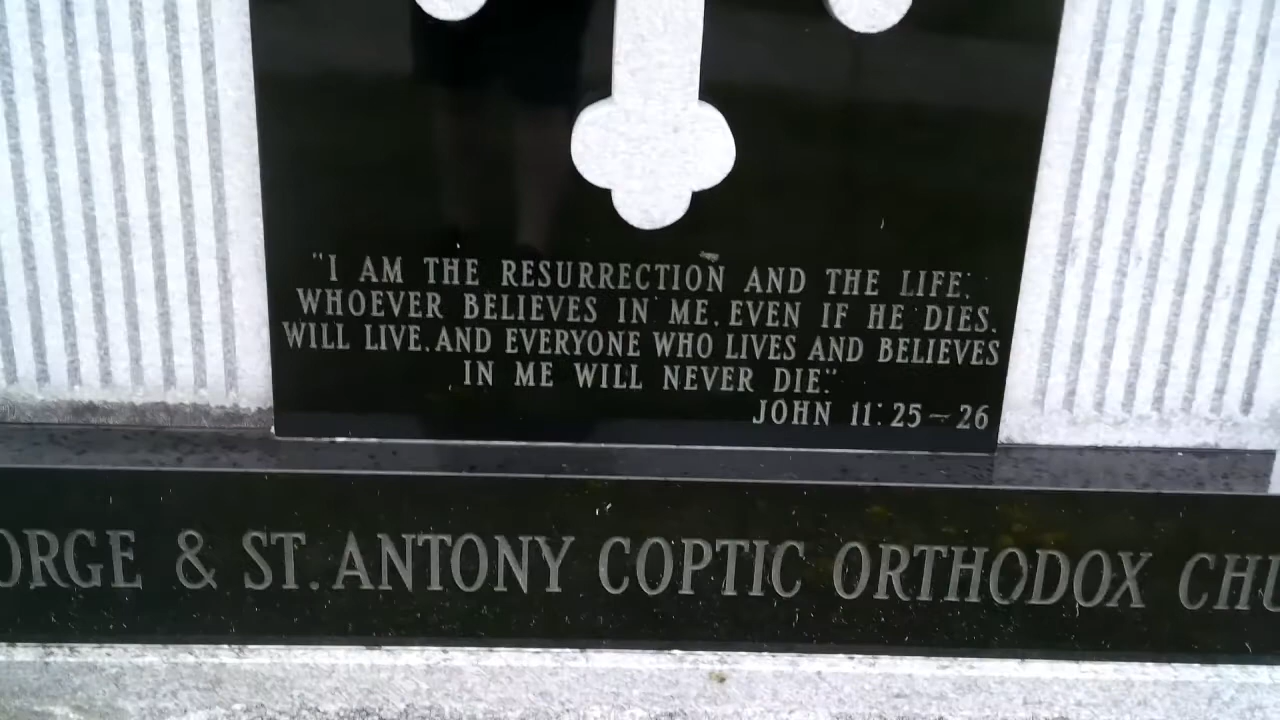 "I AM THE RESURRECTION AND THE LIFE;
WHOEVER BELIEVES IN ME, EVEN IF HE DIES,
WILL LIVE. AND EVERYONE WHO LIVES AND BELIEVES
IN ME WILL NEVER DIE."
JOHN 11:25-26
ORGE & ST. ANTONY COPTIC ORTHODOX CHU